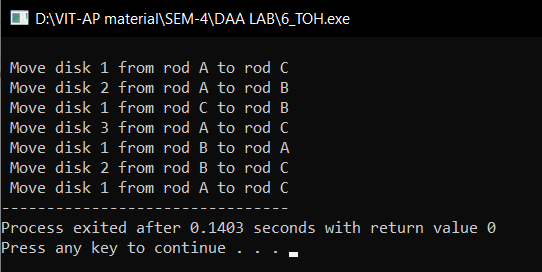 D:\VIT-AP material\SEM-4\DAA LAB\6_TOH.exe
Move disk 1 from rod A to rod C
Move disk 2 from rod A to rod B
Move disk 1 from rod C to rod B
Move disk 3 from rod A to rod C
Move disk 1 from rod B to rod A
Move disk 2 from rod B to rod C
Move disk 1 from rod A to rod C
--------------------------------
Process exited after 0.1403 seconds with return value 0
Press any key to continue . . .